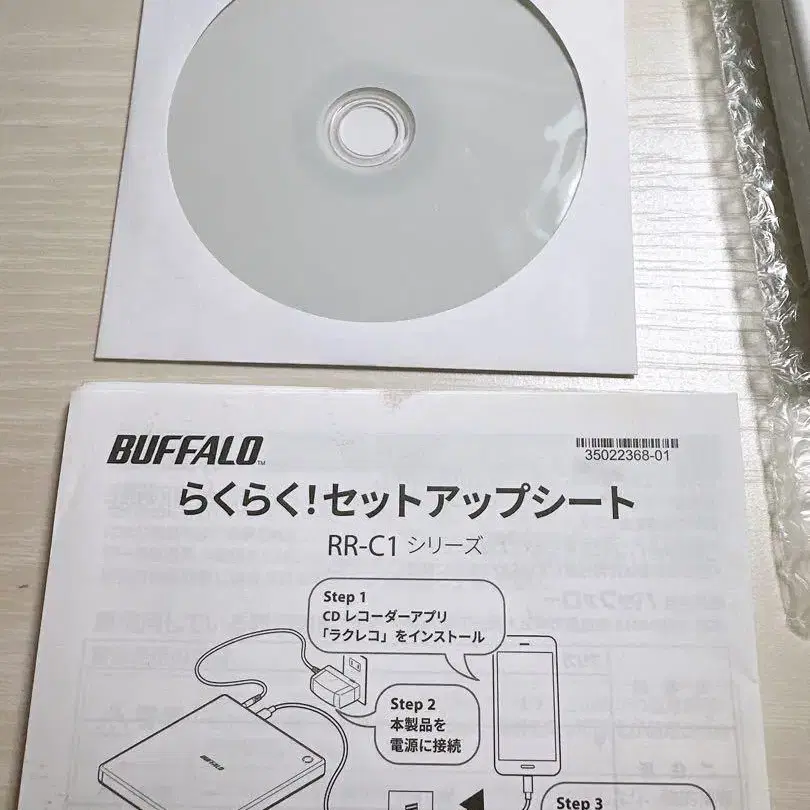 BUFFALO™
35022368-01
らくらく!セットアップシート
RR-C1 シリーズ
Step 1
CD レコーダーアプリ
「ラクレコ」をインストール
Step 2
本製品を
電源に接続
BUFFALO
Step 3